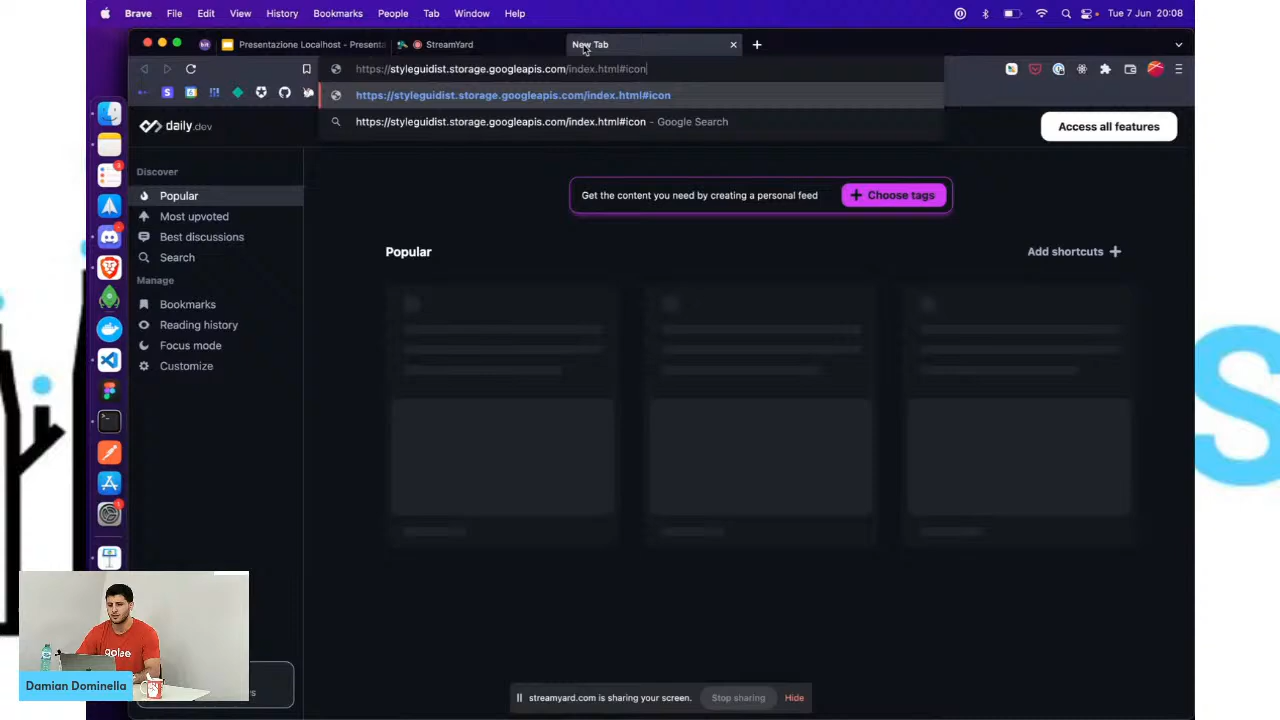 Brave File Edit View History Bookmarks People Tab Window Help
Tue 7 Jun 20:08
Presentazione Localhost - Presenta
StreamYard
New Tab
https://styleguidist.storage.googleapis.com/index.html#icon
https://styleguidist.storage.googleapis.com/index.html#icon
https://styleguidist.storage.googleapis.com/index.html#icon - Google Search
daily.dev
Access all features
Discover
Popular
Most upvoted
Best discussions
Search
Manage
Bookmarks
Reading history
Focus mode
Customize
Get the content you need by creating a personal feed
Choose tags
Popular
Add shortcuts
golee
Damian Dominella
streamyard.com is sharing your screen.
Stop sharing
Hide
S